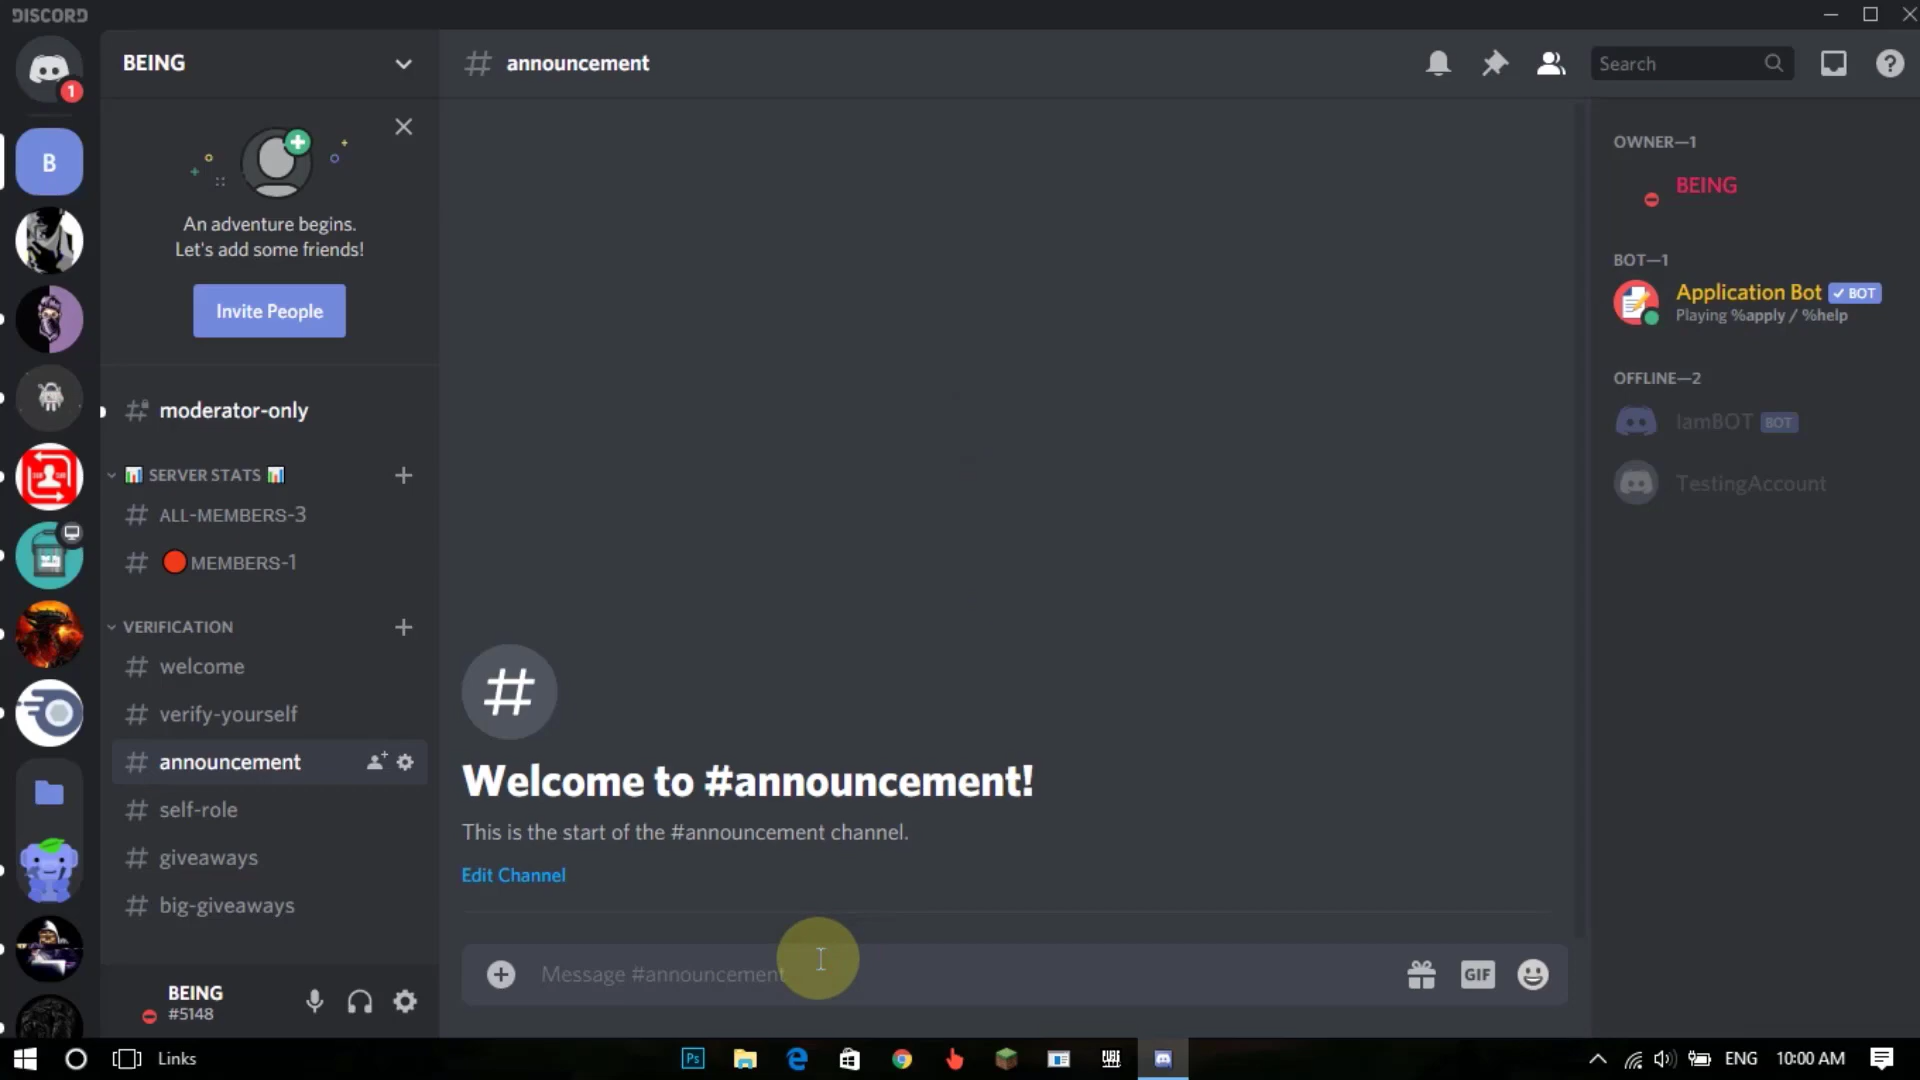 DISCORD
1
B
BEING
An adventure begins.
Let's add some friends!
Invite People
moderator-only
SERVER STATS
ALL-MEMBERS-3
MEMBERS-1
VERIFICATION
welcome
verify-yourself
announcement
self-role
giveaways
big-giveaways
BEING
#5148
announcement
Search
Welcome to #announcement!
This is the start of the #announcement channel.
Edit Channel
Message #announcement
GIF
OWNER—1
BEING
BOT—1
Application Bot BOT
Playing %apply / %help
OFFLINE—2
IamBOT BOT
TestingAccount
Links
Ps
ENG
10:00 AM